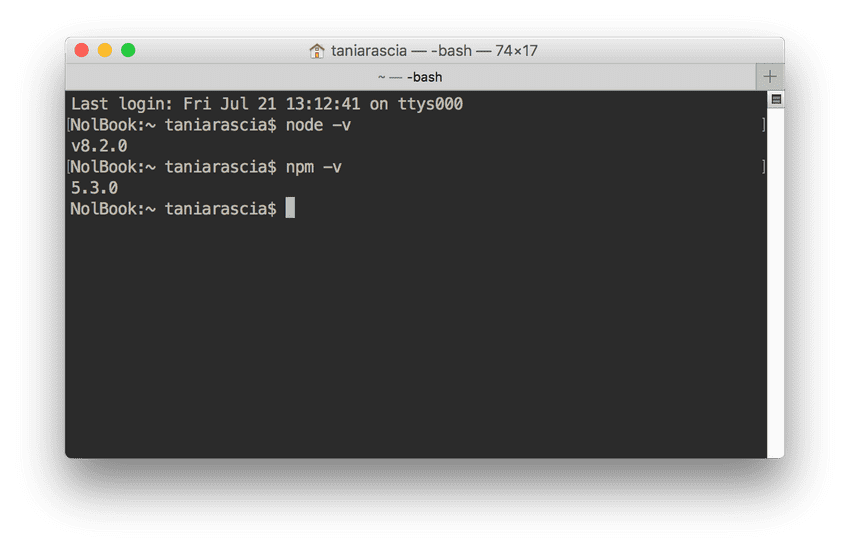 taniarascia — -bash — 74×17
~ — -bash
Last login: Fri Jul 21 13:12:41 on ttys000
[NolBook:~ taniarascia$ node -v ]
v8.2.0
[NolBook:~ taniarascia$ npm -v ]
5.3.0
NolBook:~ taniarascia$